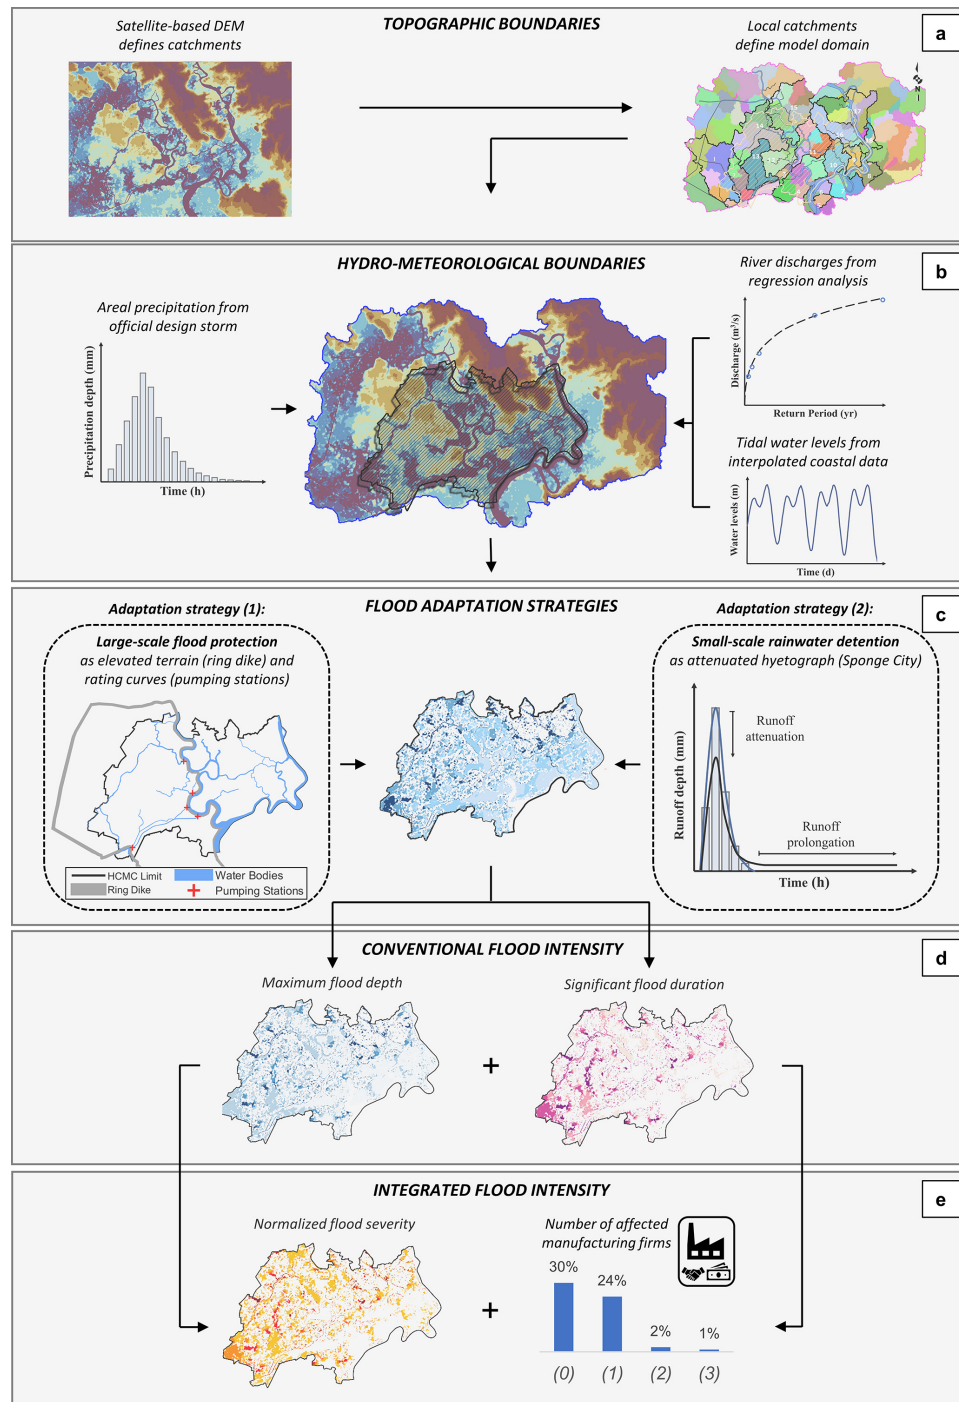 TOPOGRAPHIC BOUNDARIES
a
Satellite-based DEM
defines catchments
Local catchments
define model domain
N
10
HYDRO-METEOROLOGICAL BOUNDARIES
b
Areal precipitation from
official design storm
Precipitation depth (mm)
Time (h)
River discharges from
regression analysis
Discharge (m³/s)
Return Period (yr)
Tidal water levels from
interpolated coastal data
Water levels (m)
Time (d)
FLOOD ADAPTATION STRATEGIES
c
Adaptation strategy (1):
Large-scale flood protection
as elevated terrain (ring dike) and
rating curves (pumping stations)
HCMC Limit
Water Bodies
Ring Dike
Pumping Stations
Adaptation strategy (2):
Small-scale rainwater detention
as attenuated hyetograph (Sponge City)
Runoff depth (mm)
Runoff
attenuation
Runoff
prolongation
Time (h)
CONVENTIONAL FLOOD INTENSITY
d
Maximum flood depth
+
Significant flood duration
INTEGRATED FLOOD INTENSITY
e
Normalized flood severity
+
Number of affected
manufacturing firms
30%
24%
2%
1%
(0)
(1)
(2)
(3)